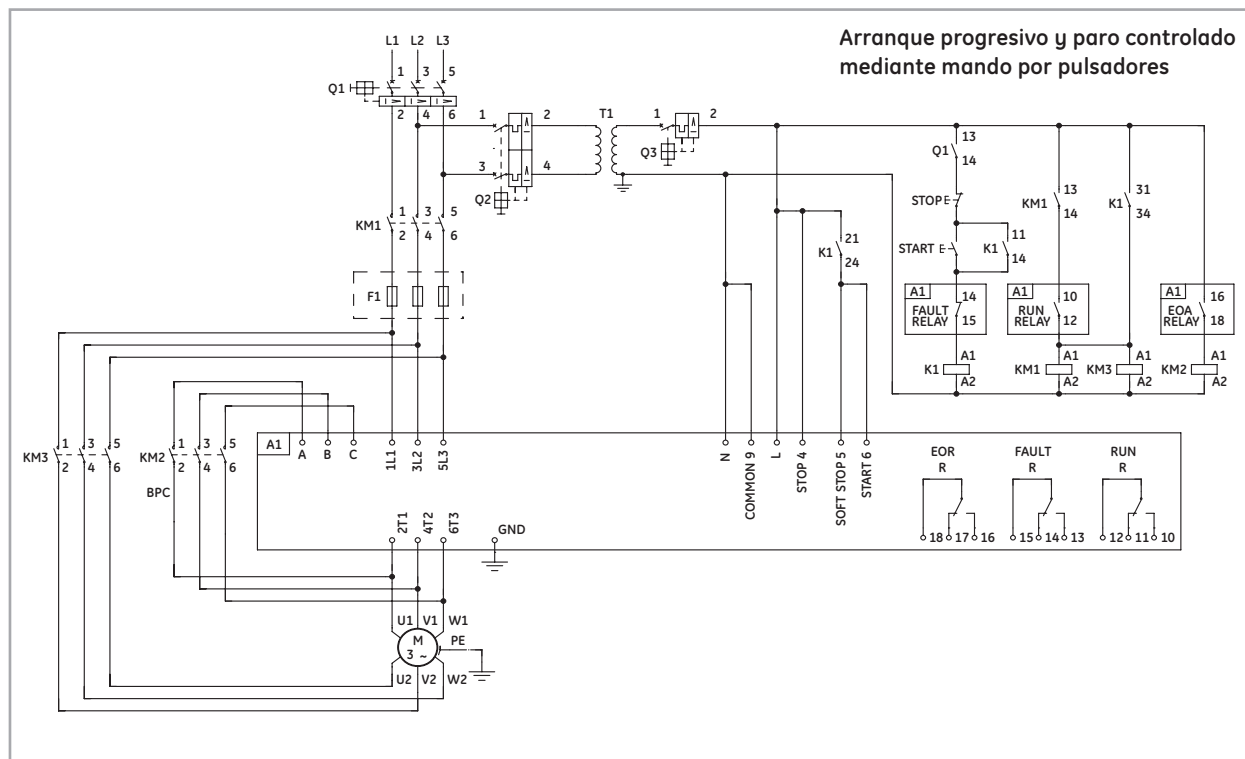 Arranque progresivo y paro controlado
mediante mando por pulsadores
L1 L2 L3
Q1 1 3 5
2 4 6
1 2 T1 1 2
Q3
3 4
Q2
13
Q1
14
STOP E
START E
11
K1
14
13
KM1
14
31
K1
34
KM1 1 3 5
2 4 6
21
K1
24
F1
A1 14
FAULT
RELAY 15
A1 10
RUN
RELAY 12
A1 16
EOA
RELAY 18
K1 A1
A2
KM1 A1
A2
KM3 A1
A2
KM2 A1
A2
KM3 1 3 5
2 4 6
KM2 1 3 5
2 4 6
BPC
A1 A B C 1L1 3L2 5L3
N COMMON 9 L STOP 4 SOFT STOP 5 START 6
EOR
R
FAULT
R
RUN
R
18 17 16 15 14 13 12 11 10
2T1 4T2 6T3 GND
U1 V1 W1
M
3 ~
PE
U2 V2 W2